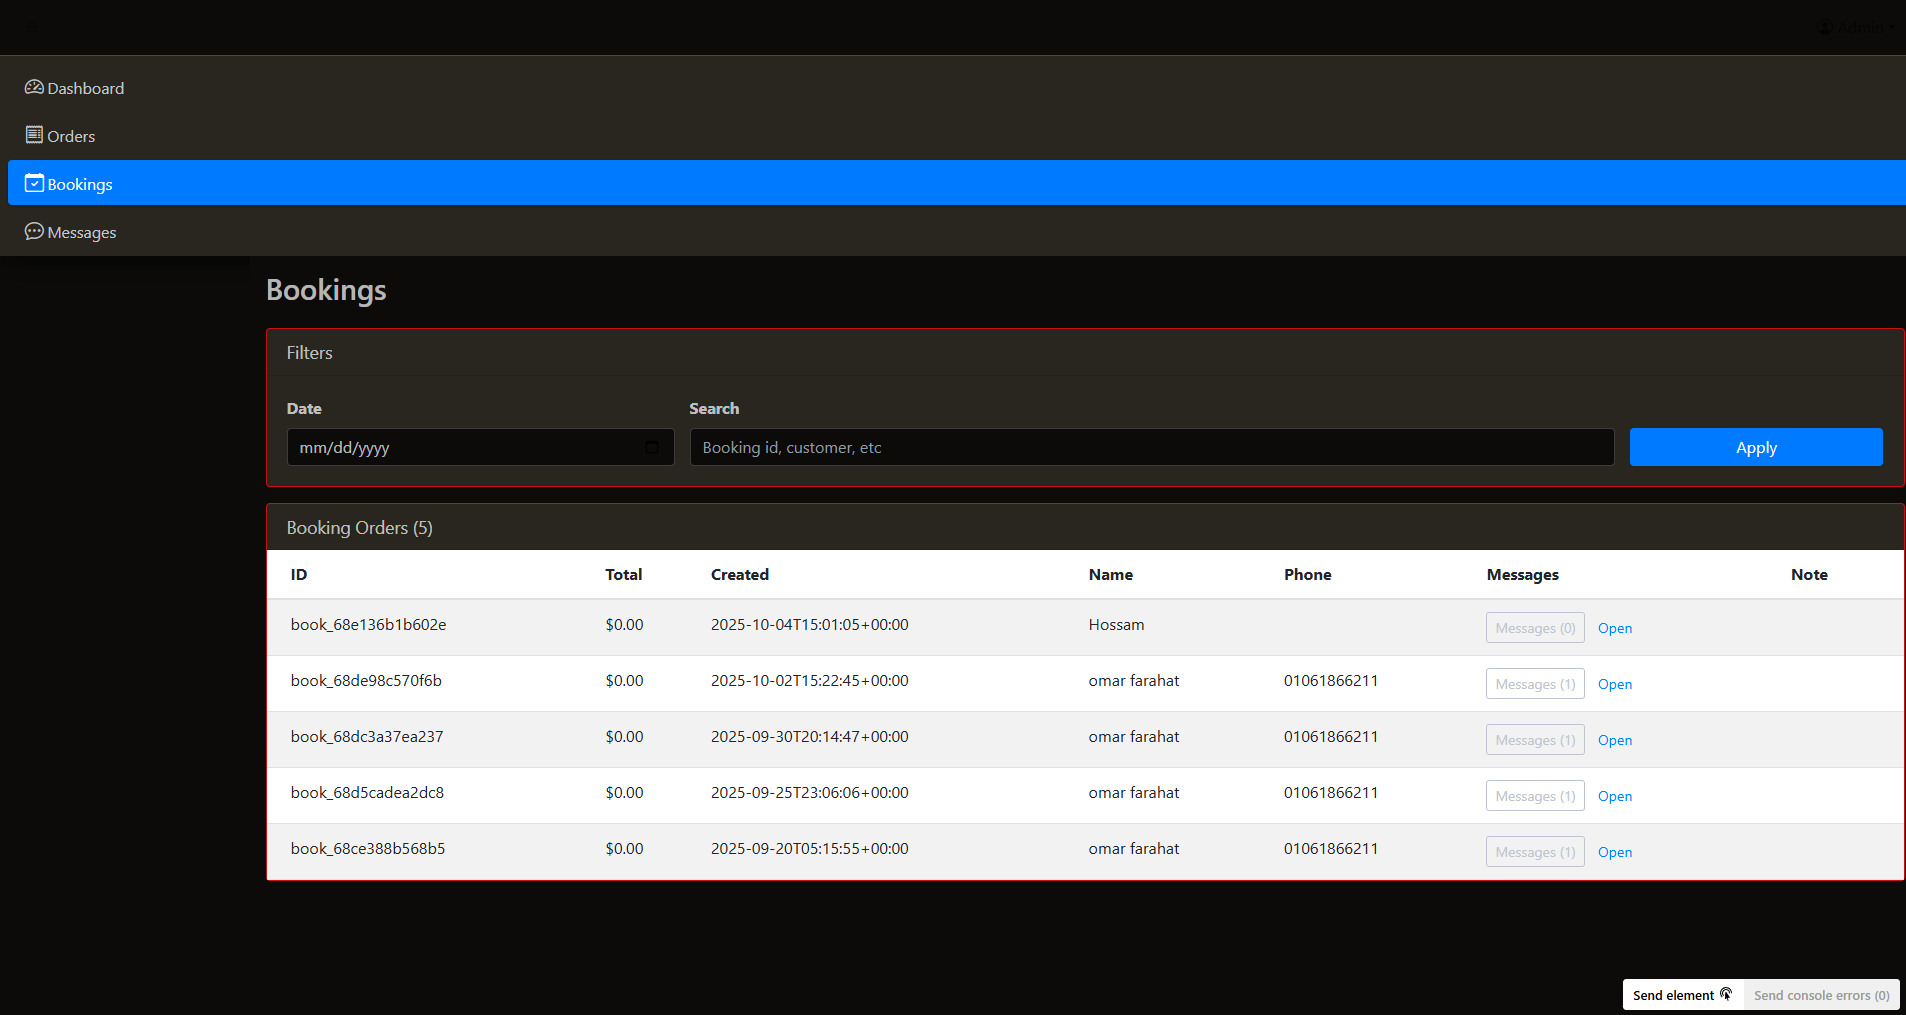 Admin
Dashboard
Orders
Bookings
Messages
Bookings
Filters
Date Search
mm/dd/yyyy Booking id, customer, etc Apply
Booking Orders (5)
ID Total Created Name Phone Messages Note
book_68e136b1b602e $0.00 2025-10-04T15:01:05+00:00 Hossam Messages (0) Open
book_68de98c570f6b $0.00 2025-10-02T15:22:45+00:00 omar farahat 01061866211 Messages (1) Open
book_68dc3a37ea237 $0.00 2025-09-30T20:14:47+00:00 omar farahat 01061866211 Messages (1) Open
book_68d5cadea2dc8 $0.00 2025-09-25T23:06:06+00:00 omar farahat 01061866211 Messages (1) Open
book_68ce388b568b5 $0.00 2025-09-20T05:15:55+00:00 omar farahat 01061866211 Messages (1) Open
Send element Send console errors (0)